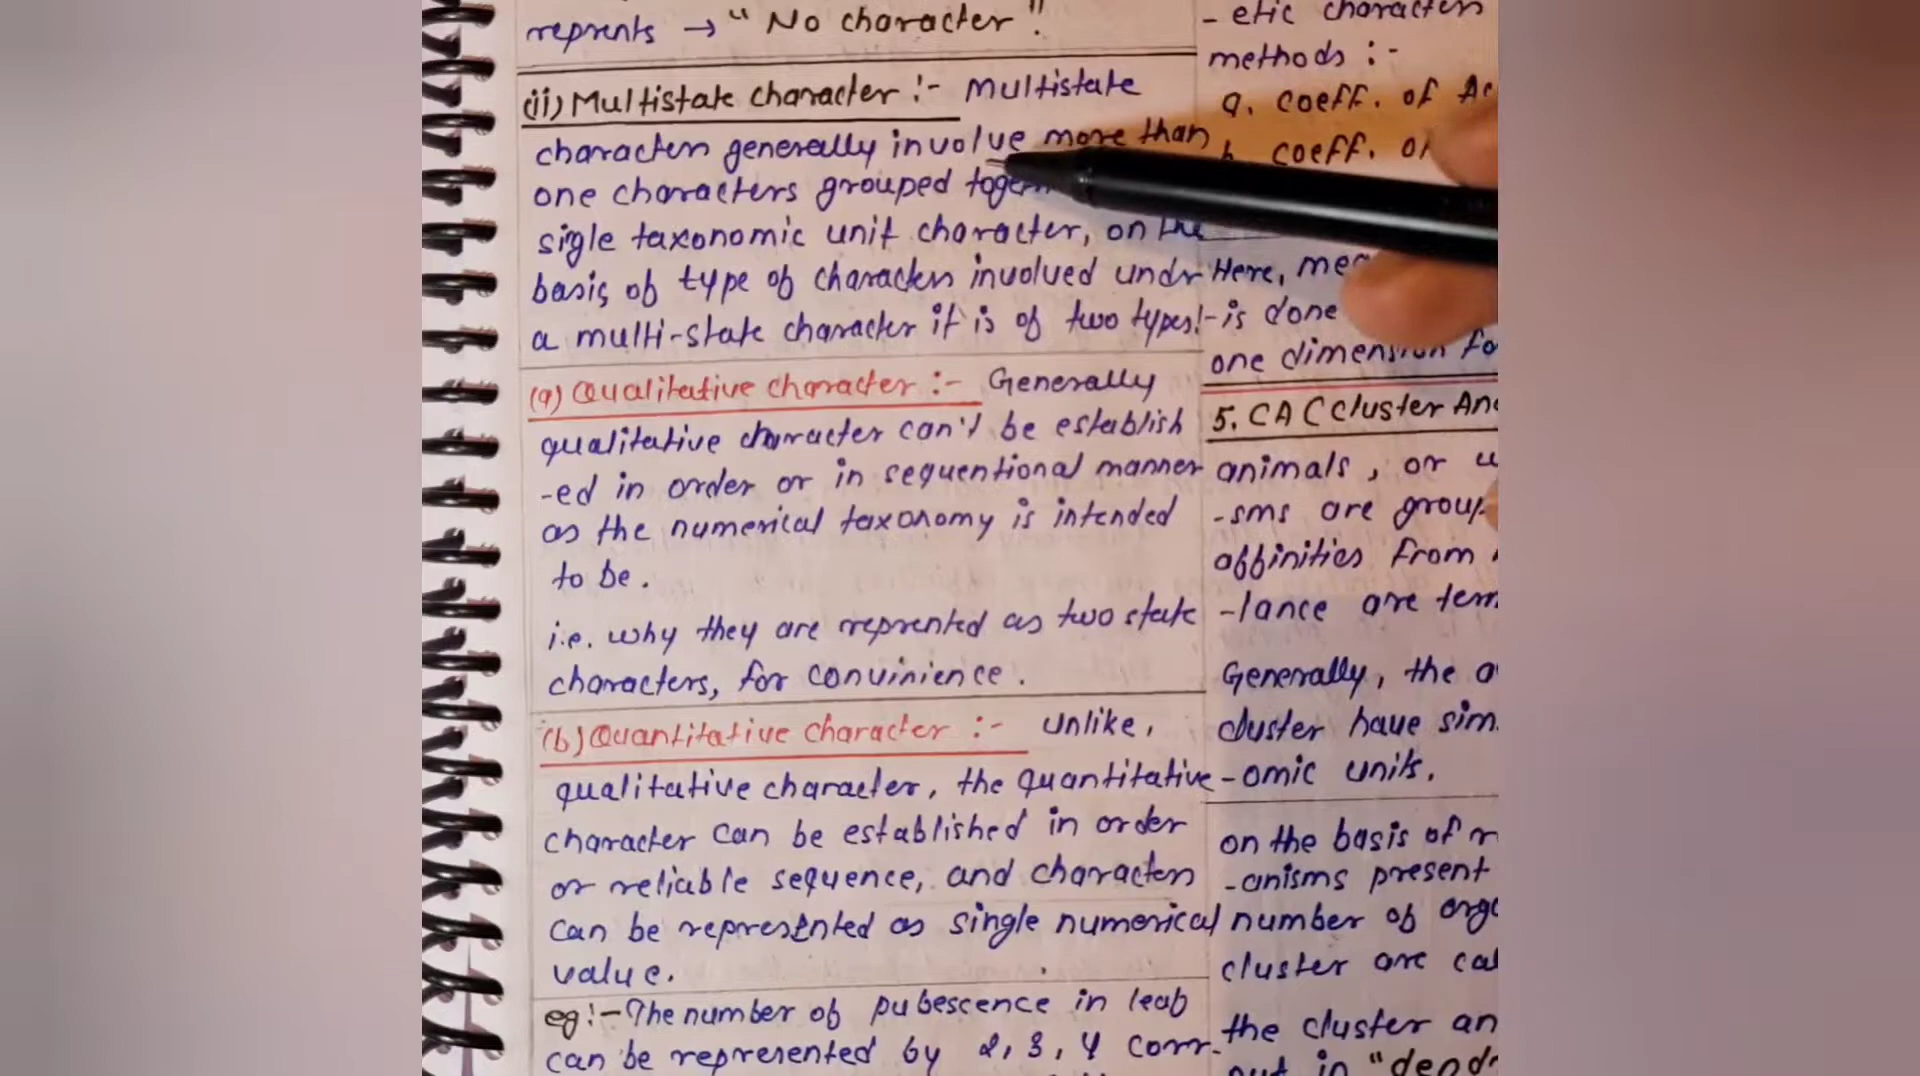 reprents → "No character".
(ii) Multistate character :- Multistate
characters generally involve more than
one characters grouped
sigle taxonomic unit character, on the
basis of type of characters involved undr
a multi-state character it is of two types:-
(a) Qualitative character :- Generally
qualitative character can't be establish
-ed in order or in sequentional manner
as the numerical taxonomy is intended
to be.
i.e. why they are reprented as two state
characters, for convinience.
(b) Quantitative character :- Unlike,
qualitative character, the quantitative
character can be established in order
or reliable sequence, and characters
can be represented as single numerical
value.
eg:- The number of pubescence in leaf
can be represented by 2, 3, 4 corr-
- etic characters
methods :-
a. coeff. of
b. coeff.
Here,
is done
one dimension
5. CA (Cluster
animals, or
-sms are
affinities from
-lance are
Generally, the
cluster have
-omic units.
on the basis of
-anisms present
number of
cluster are
the cluster
out in